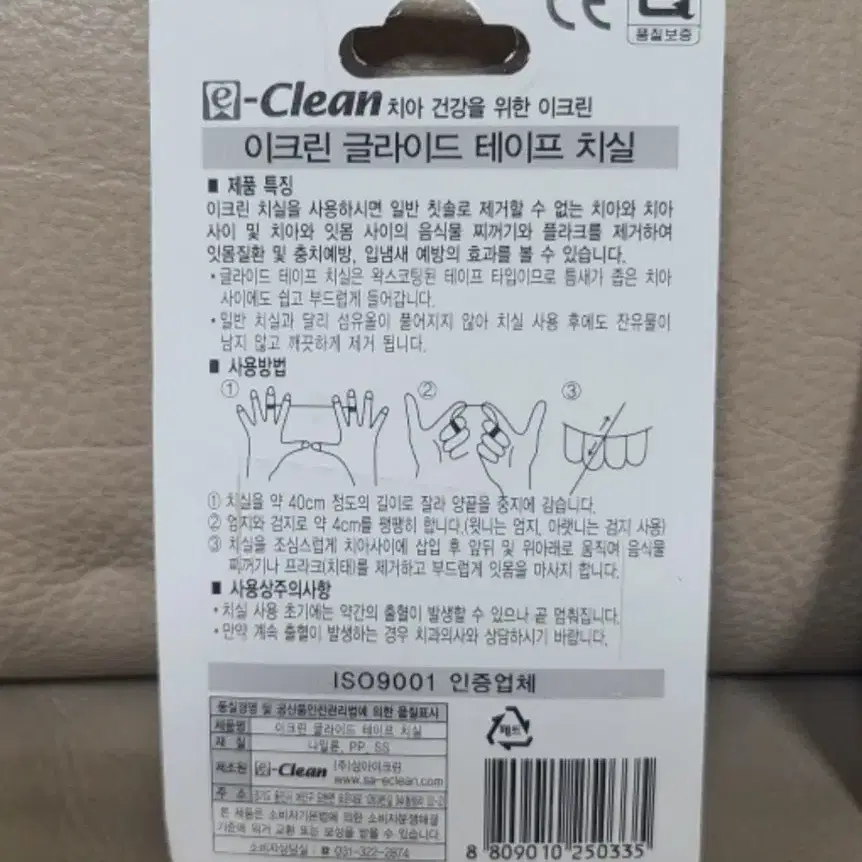 CE
Q
품질보증
e-Clean 치아 건강을 위한 이크린
이크린 글라이드 테이프 치실
■ 제품 특징
이크린 치실을 사용하시면 일반 칫솔로 제거할 수 없는 치아와 치아
사이 및 치아와 잇몸 사이의 음식물 찌꺼기와 플라크를 제거하여
잇몸질환 및 충치예방, 입냄새 예방의 효과를 볼 수 있습니다.
•글라이드 테이프 치실은 왁스코팅된 테이프 타입이므로 틈새가 좁은 치아
사이에도 쉽고 부드럽게 들어갑니다.
•일반 치실과 달리 섬유올이 풀어지지 않아 치실 사용 후에도 잔유물이
남지 않고 깨끗하게 제거 됩니다.
■ 사용방법
① ② ③
① 치실을 약 40cm 정도의 길이로 잘라 양끝을 중지에 감습니다.
② 엄지와 검지로 약 4cm를 팽팽히 합니다.(윗니는 엄지, 아랫니는 검지 사용)
③ 치실을 조심스럽게 치아사이에 삽입 후 앞뒤 및 위아래로 움직여 음식물
찌꺼기나 프라크(치태)를 제거하고 부드럽게 잇몸을 마사지 합니다.
■ 사용상주의사항
•치실 사용 초기에는 약간의 출혈이 발생할 수 있으나 곧 멈춰집니다.
•만약 계속 출혈이 발생하는 경우 치과의사와 상담하시기 바랍니다.
ISO9001 인증업체
품질경영 및 공산품안전관리법에 의한 품질표시
제품명 이크린 글라이드 테이프 치실
재 질 나일론, PP, SS
제조원 e-Clean (주)삼아이크린
www.sa-eclean.com
주 소 경기도 용인시
본 제품은 소비자기본법에 의한 소비자분쟁해결
기준에 의거 교환 또는 보상을 받을 수 있습니다.
소비자상담실 : ☎ 031-322-2874
페트
8 809010 250335